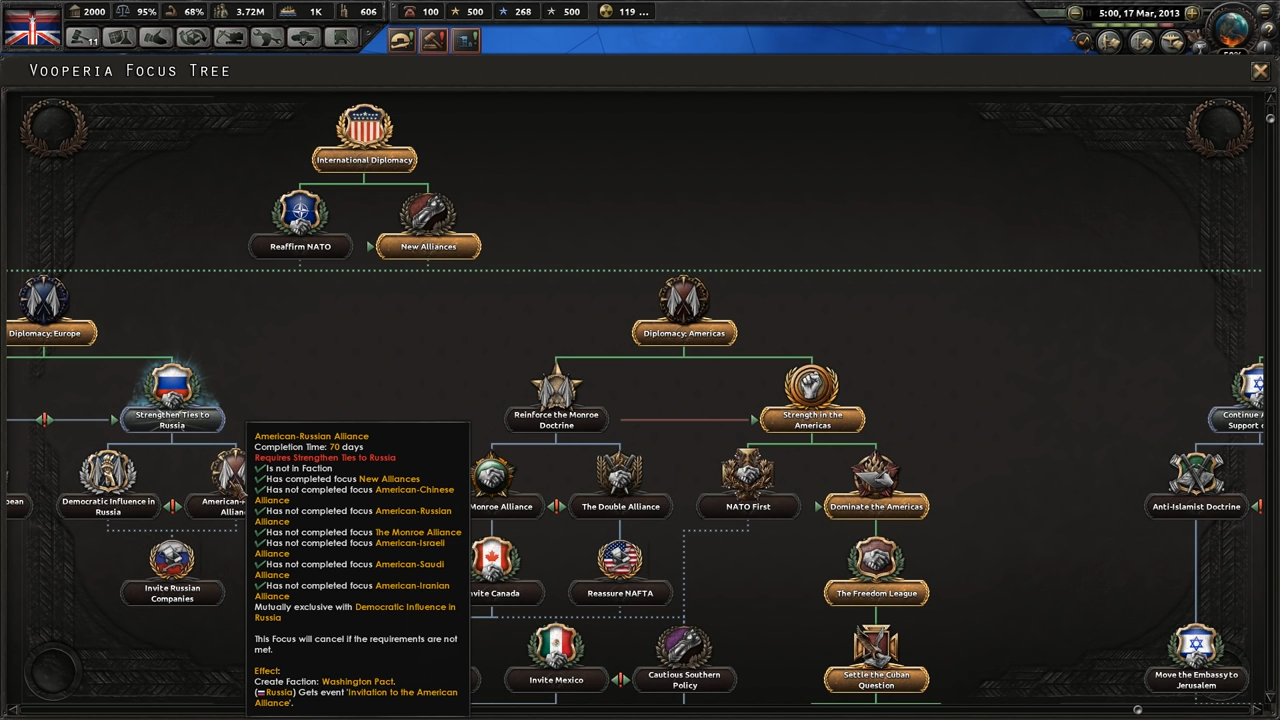 2000
95%
68%
3.72M
1K
606
100
500
268
500
119 ...
5:00, 17 Mar, 2013
11
Vooperia Focus Tree
International Diplomacy
Reaffirm NATO
New Alliances
Diplomacy: Europe
Diplomacy: Americas
Strengthen Ties to
Russia
Reinforce the Monroe
Doctrine
Strength in the
Americas
Continue
Support
American-Russian Alliance
Completion Time: 70 days
Requires Strengthen Ties to Russia
Is not in Faction
Has completed focus New Alliances
Has not completed focus American-Chinese
Alliance
Has not completed focus American-Russian
Alliance
Has not completed focus The Monroe Alliance
Has not completed focus American-Israeli
Alliance
Has not completed focus American-Saudi
Alliance
Has not completed focus American-Iranian
Alliance
Mutually exclusive with Democratic Influence in
Russia
This Focus will cancel if the requirements are not
met.
Effect:
Create Faction: Washington Pact.
(Russia) Gets event 'Invitation to the American
Alliance'.
pean
Democratic Influence in
Russia
American-
Allian
Monroe Alliance
The Double Alliance
NATO First
Dominate the Americas
Anti-Islamist Doctrine
Invite Russian
Companies
vite Canada
Reassure NAFTA
The Freedom League
Invite Mexico
Cautious Southern
Policy
Settle the Cuban
Question
Move the Embassy to
Jerusalem